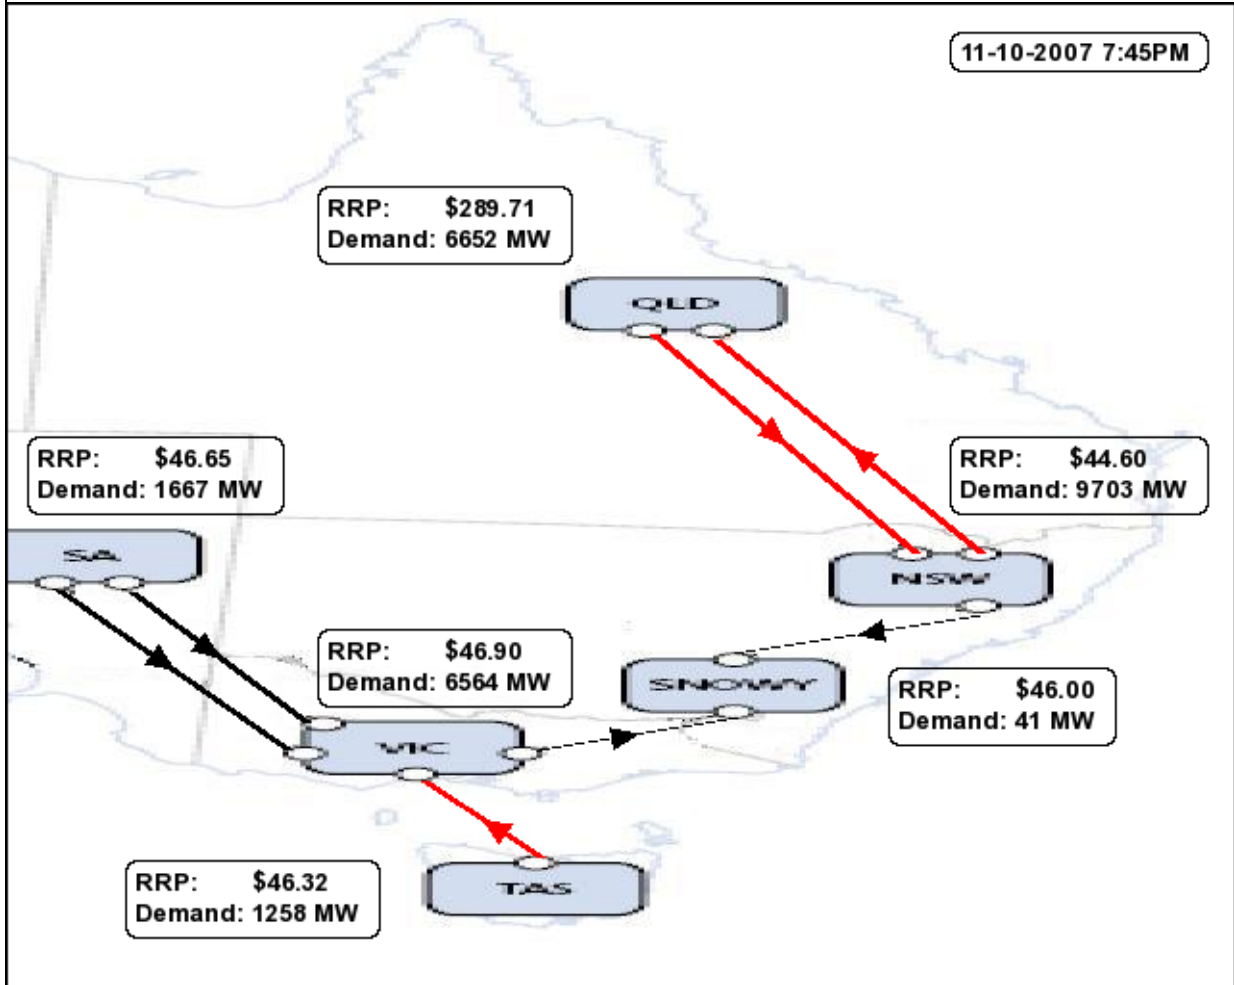 11-10-2007 7:45PM
RRP: $289.71
Demand: 6652 MW
QLD
RRP: $46.65
Demand: 1667 MW
RRP: $44.60
Demand: 9703 MW
SA
NSW
RRP: $46.90
Demand: 6564 MW
SNOWY
RRP: $46.00
Demand: 41 MW
VIC
RRP: $46.32
Demand: 1258 MW
TAS